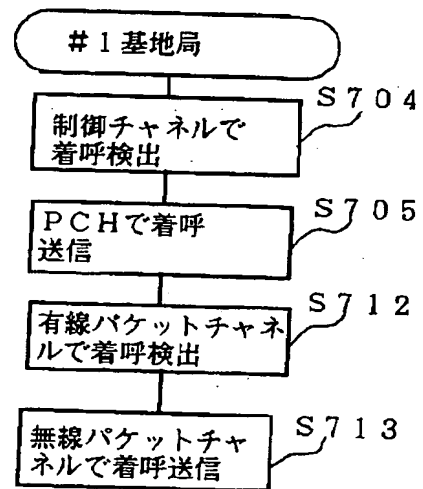 #1基地局
S704
制御チャネルで
着呼検出
S705
PCHで着呼
送信
S712
有線パケットチャネ
ルで着呼検出
S713
無線パケットチャ
ネルで着呼送信